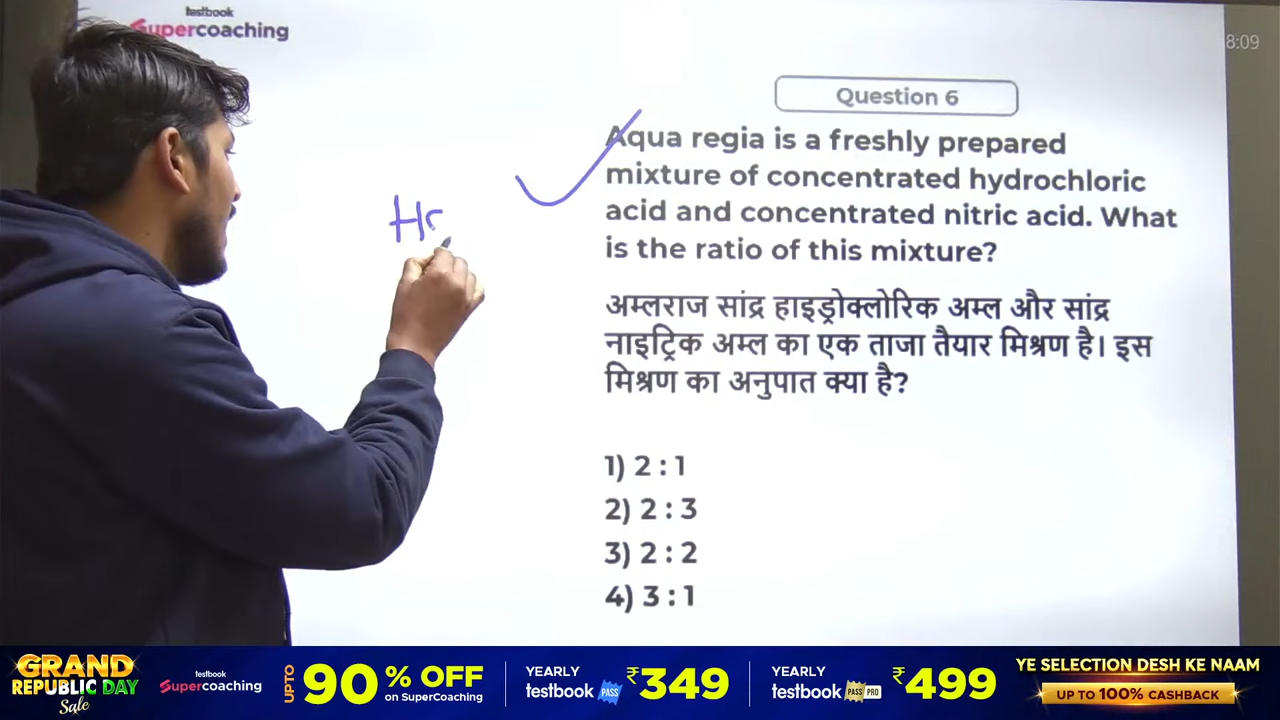 testbook
Supercoaching
8:09
Question 6
Aqua regia is a freshly prepared
mixture of concentrated hydrochloric
acid and concentrated nitric acid. What
is the ratio of this mixture?
अम्लराज सांद्र हाइड्रोक्लोरिक अम्ल और सांद्र
नाइट्रिक अम्ल का एक ताजा तैयार मिश्रण है। इस
मिश्रण का अनुपात क्या है?
1) 2 : 1
2) 2 : 3
3) 2 : 2
4) 3 : 1
GRAND
REPUBLIC DAY
Sale
testbook
Supercoaching
UPTO 90% OFF
on SuperCoaching
YEARLY
testbook PASS
₹349
YEARLY
testbook PASS PRO
₹499
YE SELECTION DESH KE NAAM
UP TO 100% CASHBACK